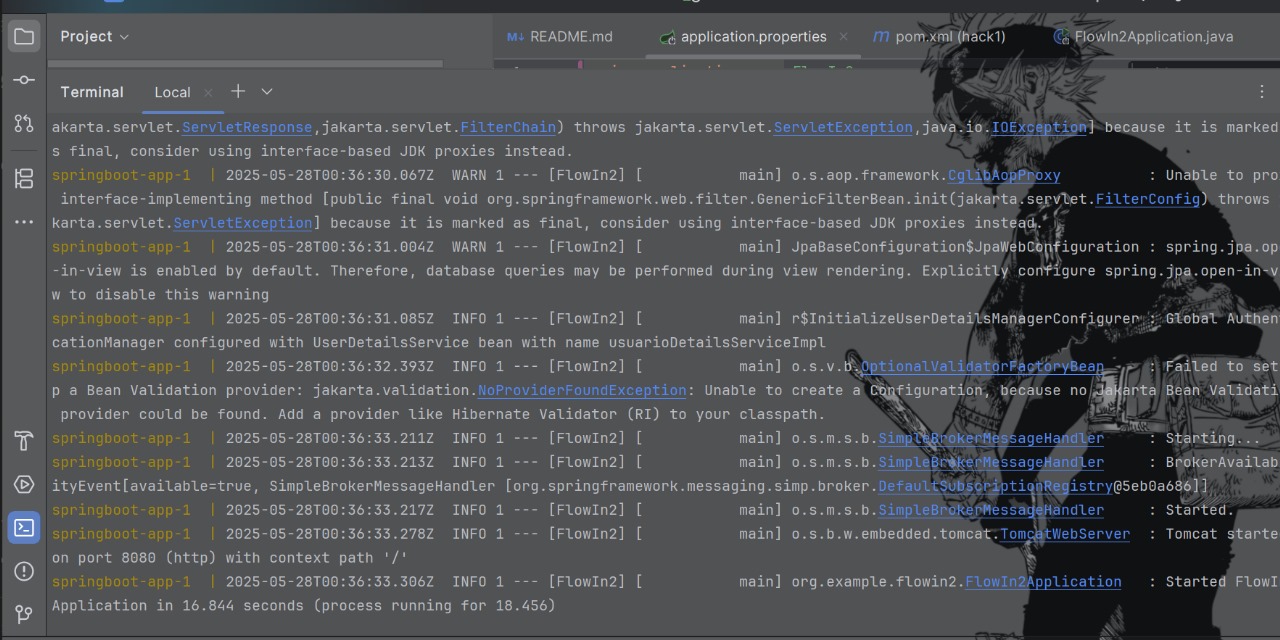 Project
README.md
application.properties
pom.xml (hack1)
FlowIn2Application.java
Terminal
Local
akarta.servlet.ServletResponse,jakarta.servlet.FilterChain) throws jakarta.servlet.ServletException,java.io.IOException] because it is marked
s final, consider using interface-based JDK proxies instead.
springboot-app-1  | 2025-05-28T00:36:30.067Z  WARN 1 --- [FlowIn2] [           main] o.s.aop.framework.CglibAopProxy          : Unable to pro
 interface-implementing method [public final void org.springframework.web.filter.GenericFilterBean.init(jakarta.servlet.FilterConfig) throws
karta.servlet.ServletException] because it is marked as final, consider using interface-based JDK proxies instead.
springboot-app-1  | 2025-05-28T00:36:31.004Z  WARN 1 --- [FlowIn2] [           main] JpaBaseConfiguration$JpaWebConfiguration : spring.jpa.op
-in-view is enabled by default. Therefore, database queries may be performed during view rendering. Explicitly configure spring.jpa.open-in-v
w to disable this warning
springboot-app-1  | 2025-05-28T00:36:31.085Z  INFO 1 --- [FlowIn2] [           main] r$InitializeUserDetailsManagerConfigurer : Global Authen
cationManager configured with UserDetailsService bean with name usuarioDetailsServiceImpl
springboot-app-1  | 2025-05-28T00:36:32.393Z  INFO 1 --- [FlowIn2] [           main] o.s.v.b.OptionalValidatorFactoryBean     : Failed to set
p a Bean Validation provider: jakarta.validation.NoProviderFoundException: Unable to create a Configuration, because no Jakarta Bean Validati
 provider could be found. Add a provider like Hibernate Validator (RI) to your classpath.
springboot-app-1  | 2025-05-28T00:36:33.211Z  INFO 1 --- [FlowIn2] [           main] o.s.m.s.b.SimpleBrokerMessageHandler     : Starting...
springboot-app-1  | 2025-05-28T00:36:33.213Z  INFO 1 --- [FlowIn2] [           main] o.s.m.s.b.SimpleBrokerMessageHandler     : BrokerAvailab
ityEvent[available=true, SimpleBrokerMessageHandler [org.springframework.messaging.simp.broker.DefaultSubscriptionRegistry@5eb0a686]]
springboot-app-1  | 2025-05-28T00:36:33.217Z  INFO 1 --- [FlowIn2] [           main] o.s.m.s.b.SimpleBrokerMessageHandler     : Started.
springboot-app-1  | 2025-05-28T00:36:33.278Z  INFO 1 --- [FlowIn2] [           main] o.s.b.w.embedded.tomcat.TomcatWebServer  : Tomcat starte
on port 8080 (http) with context path '/'
springboot-app-1  | 2025-05-28T00:36:33.306Z  INFO 1 --- [FlowIn2] [           main] org.example.flowin2.FlowIn2Application   : Started FlowI
Application in 16.844 seconds (process running for 18.456)